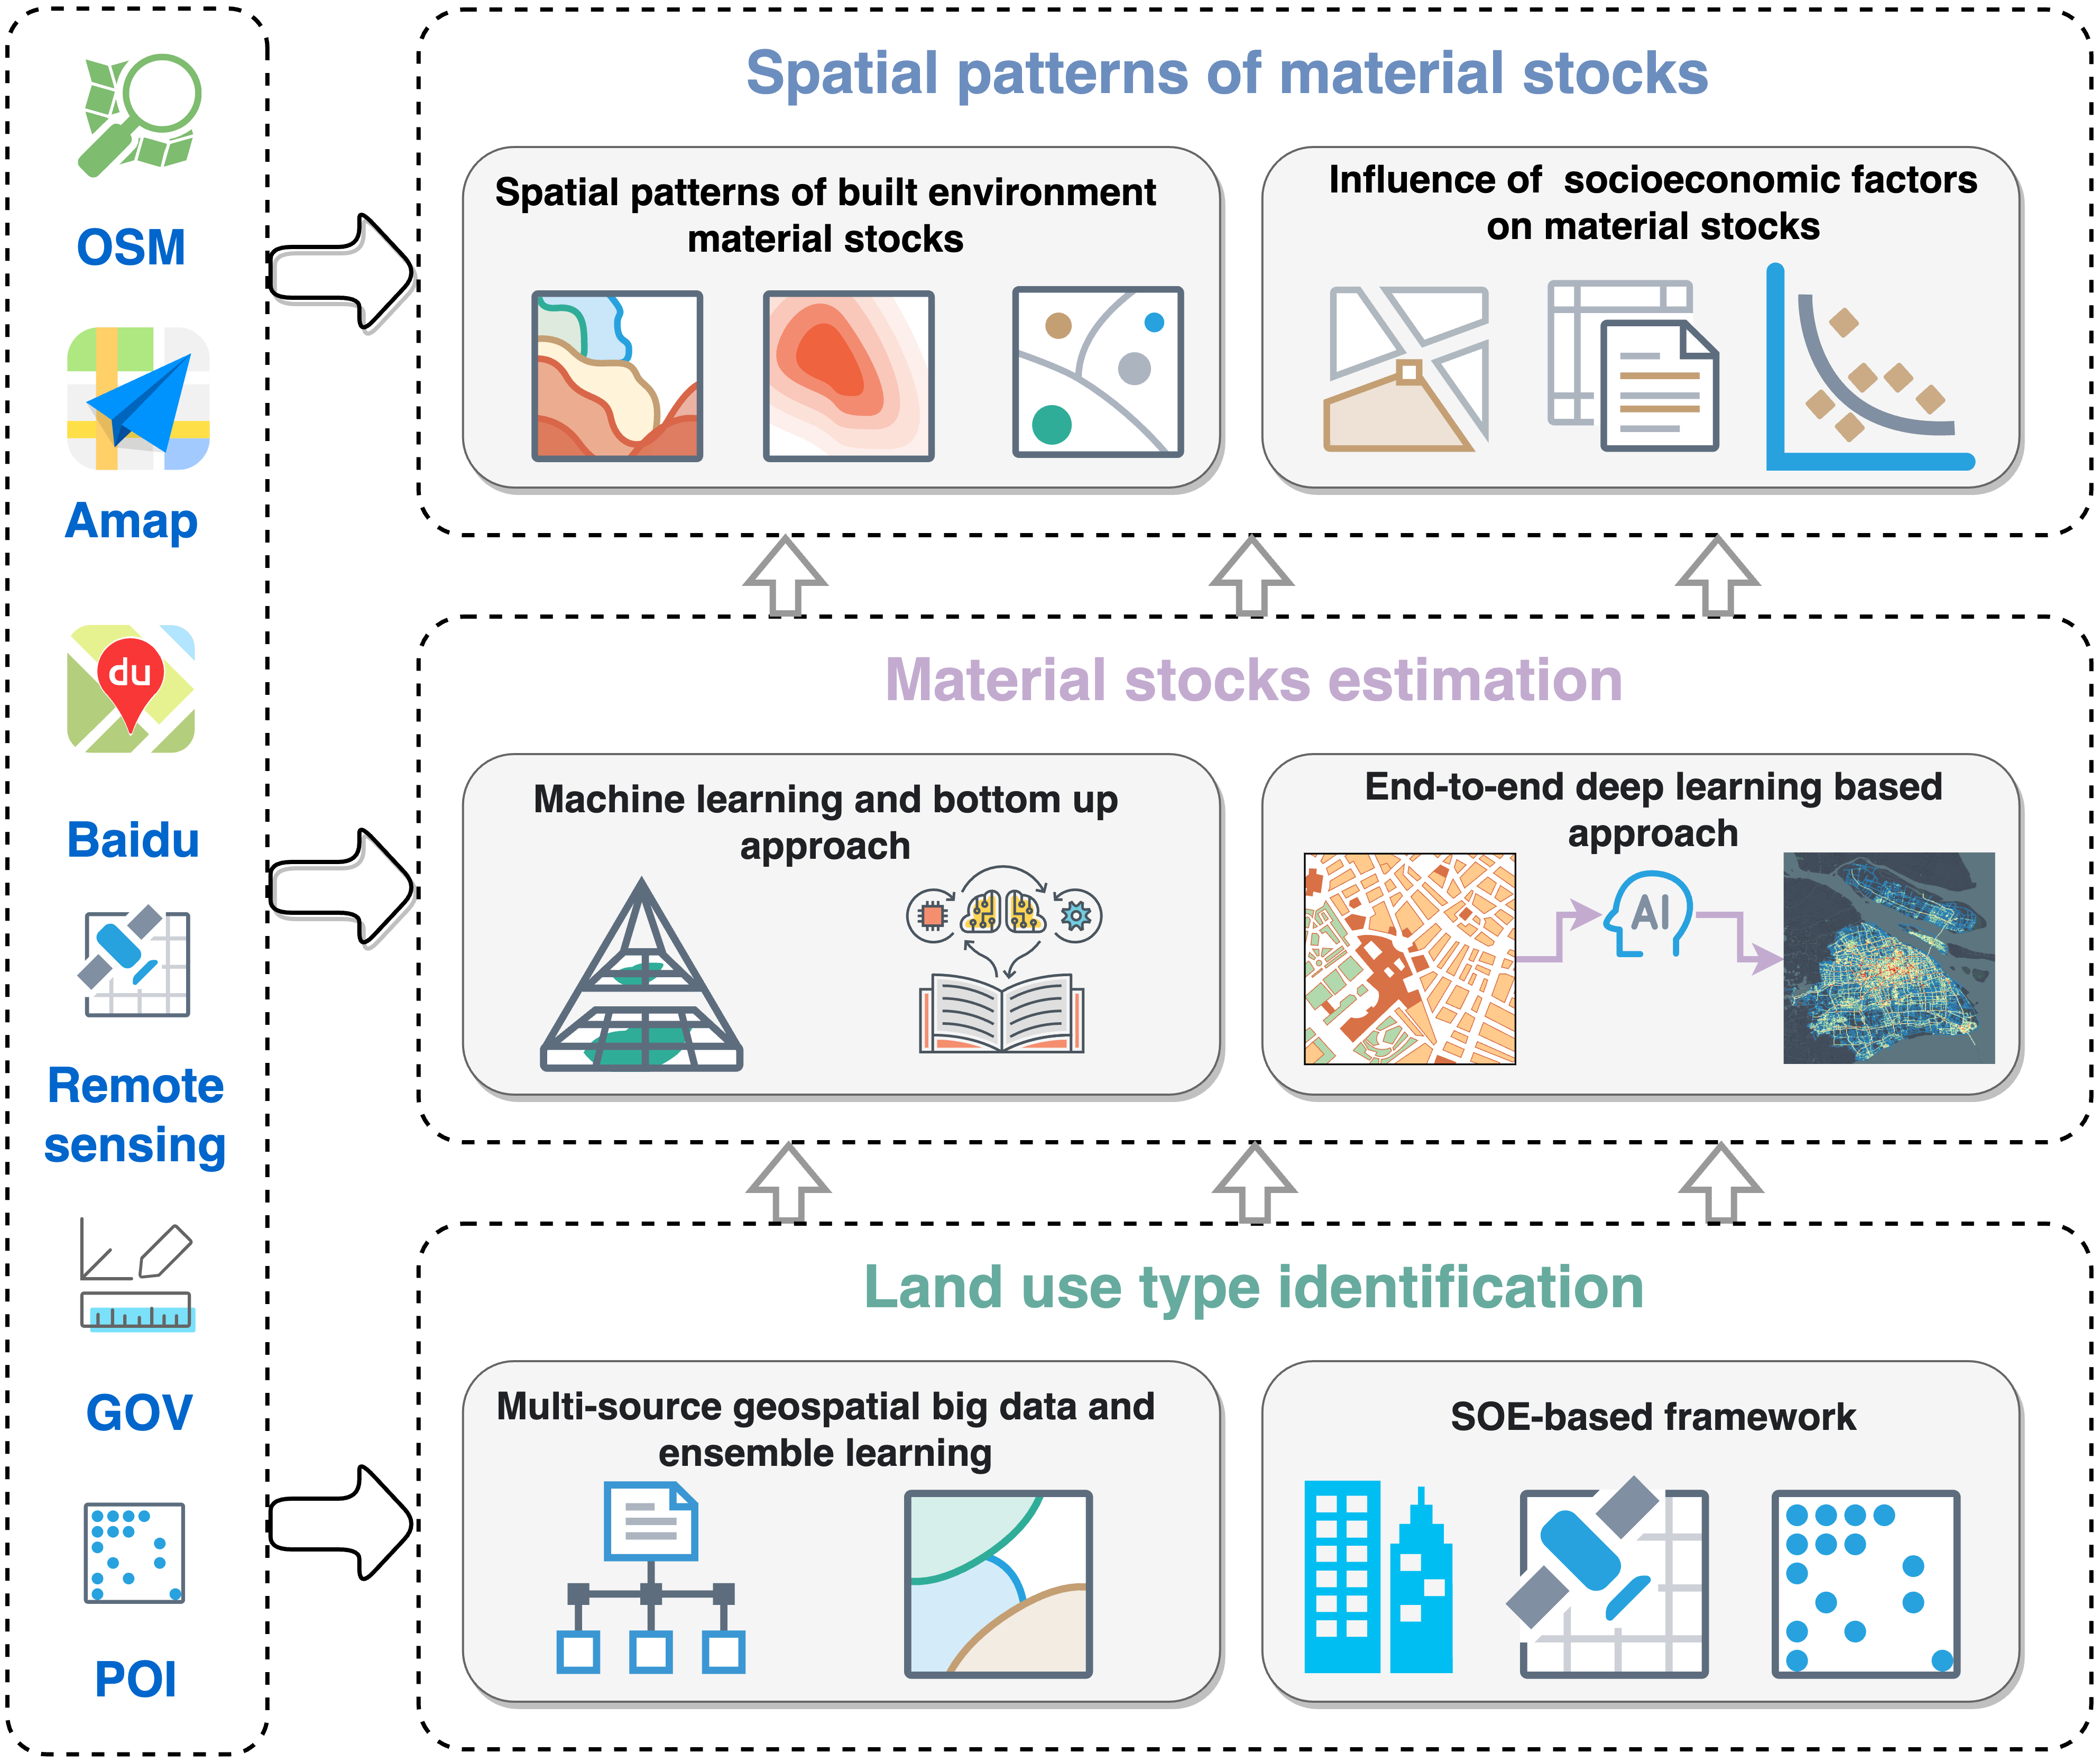 OSM
Amap
du
Baidu
Remote
sensing
GOV
POI
Spatial patterns of material stocks
Spatial patterns of built environment
material stocks
Influence of  socioeconomic factors
on material stocks
Material stocks estimation
Machine learning and bottom up
approach
End-to-end deep learning based
approach
AI
Land use type identification
Multi-source geospatial big data and
ensemble learning
SOE-based framework